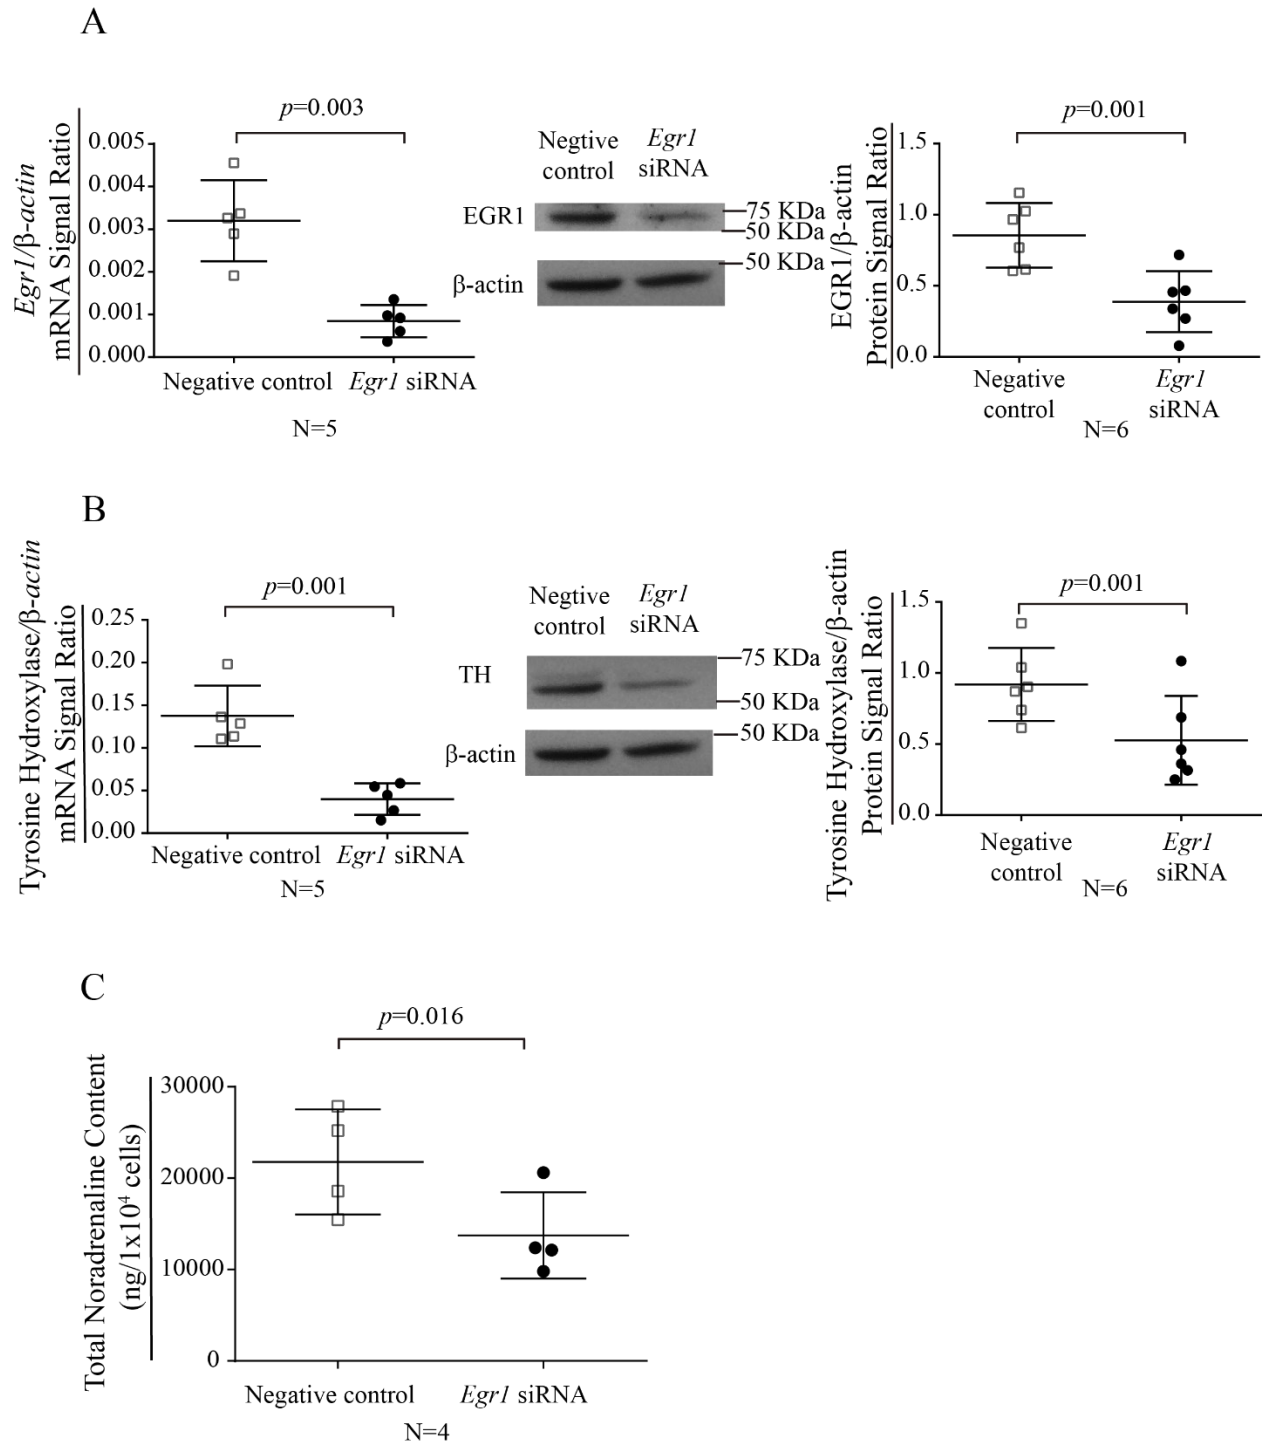 A
p=0.003
Egr1/β-actin
mRNA Signal Ratio
0.005
0.004
0.003
0.002
0.001
0.000
Negative control
Egr1 siRNA
N=5
Negtive
control
Egr1
siRNA
EGR1
75 KDa
50 KDa
50 KDa
β-actin
p=0.001
EGR1/β-actin
Protein Signal Ratio
1.5
1.0
0.5
0.0
Negative
control
Egr1
siRNA
N=6
B
p=0.001
Tyrosine Hydroxylase/β-actin
mRNA Signal Ratio
0.25
0.20
0.15
0.10
0.05
0.00
Negative control
Egr1 siRNA
N=5
Negtive
control
Egr1
siRNA
TH
75 KDa
50 KDa
50 KDa
β-actin
p=0.001
Tyrosine Hydroxylase/β-actin
Protein Signal Ratio
1.5
1.0
0.5
0.0
Negative
control
Egr1
siRNA
N=6
C
p=0.016
Total Noradrenaline Content
(ng/1x10⁴ cells)
30000
20000
10000
0
Negative control
Egr1 siRNA
N=4